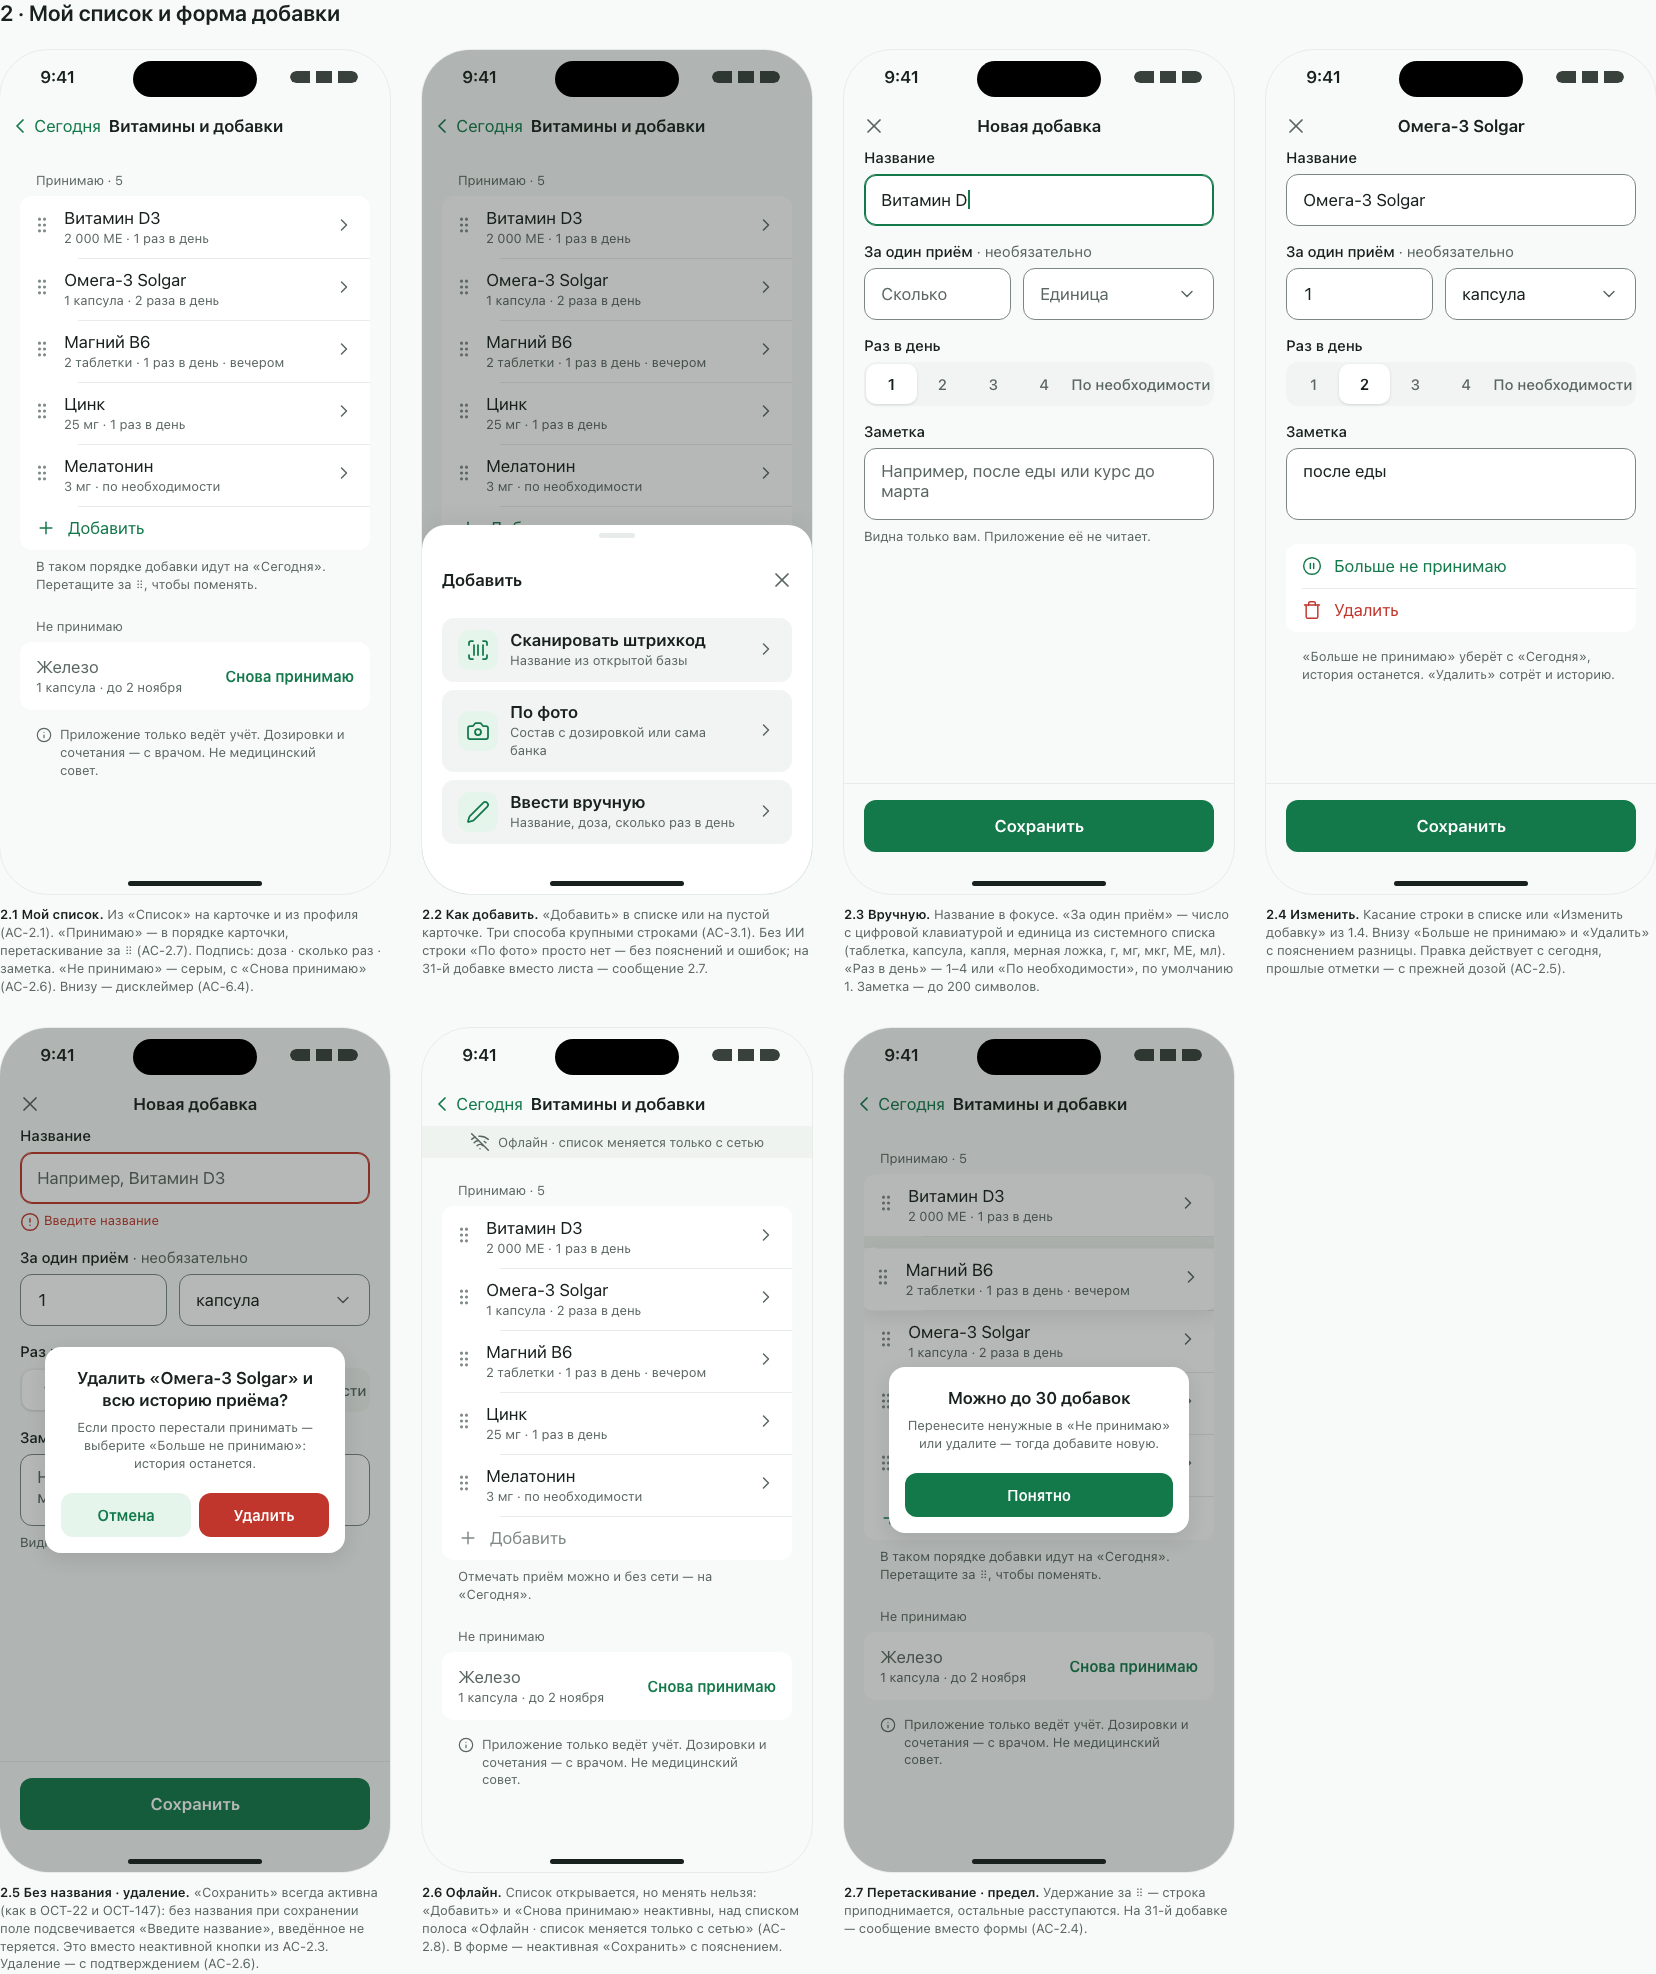 2 · Мой список и форма добавки
9:41
Сегодня Витамины и добавки
Принимаю · 5
Витамин D3
2 000 МЕ · 1 раз в день
Омега-3 Solgar
1 капсула · 2 раза в день
Магний B6
2 таблетки · 1 раз в день · вечером
Цинк
25 мг · 1 раз в день
Мелатонин
3 мг · по необходимости
Добавить
В таком порядке добавки идут на «Сегодня».
Перетащите за ⠿, чтобы поменять.
Не принимаю
Железо
1 капсула · до 2 ноября
Снова принимаю
Приложение только ведёт учёт. Дозировки и
сочетания — с врачом. Не медицинский
совет.
2.1 Мой список. Из «Список» на карточке и из профиля
(АС-2.1). «Принимаю» — в порядке карточки,
перетаскивание за ⠿ (АС-2.7). Подпись: доза · сколько раз ·
заметка. «Не принимаю» — серым, с «Снова принимаю»
(АС-2.6). Внизу — дисклеймер (АС-6.4).
9:41
Сегодня Витамины и добавки
Принимаю · 5
Витамин D3
2 000 МЕ · 1 раз в день
Омега-3 Solgar
1 капсула · 2 раза в день
Магний B6
2 таблетки · 1 раз в день · вечером
Цинк
25 мг · 1 раз в день
Мелатонин
3 мг · по необходимости
Добавить
Сканировать штрихкод
Название из открытой базы
По фото
Состав с дозировкой или сама
банка
Ввести вручную
Название, доза, сколько раз в день
2.2 Как добавить. «Добавить» в списке или на пустой
карточке. Три способа крупными строками (АС-3.1). Без ИИ
строки «По фото» просто нет — без пояснений и ошибок; на
31-й добавке вместо листа — сообщение 2.7.
9:41
Новая добавка
Название
Витамин D
За один приём · необязательно
Сколько
Единица
Раз в день
1 2 3 4 По необходимости
Заметка
Например, после еды или курс до
марта
Видна только вам. Приложение её не читает.
Сохранить
2.3 Вручную. Название в фокусе. «За один приём» — число
с цифровой клавиатурой и единица из системного списка
(таблетка, капсула, капля, мерная ложка, г, мг, мкг, МЕ, мл).
«Раз в день» — 1–4 или «По необходимости», по умолчанию
1. Заметка — до 200 символов.
9:41
Омега-3 Solgar
Название
Омега-3 Solgar
За один приём · необязательно
1
капсула
Раз в день
1 2 3 4 По необходимости
Заметка
после еды
Больше не принимаю
Удалить
«Больше не принимаю» уберёт с «Сегодня»,
история останется. «Удалить» сотрёт и историю.
Сохранить
2.4 Изменить. Касание строки в списке или «Изменить
добавку» из 1.4. Внизу «Больше не принимаю» и «Удалить»
с пояснением разницы. Правка действует с сегодня,
прошлые отметки — с прежней дозой (АС-2.5).
9:41
Новая добавка
Название
Например, Витамин D3
Введите название
За один приём · необязательно
1
капсула
Раз
сти
Удалить «Омега-3 Solgar» и
всю историю приёма?
Если просто перестали принимать —
выберите «Больше не принимаю»:
история останется.
Отмена
Удалить
Сохранить
2.5 Без названия · удаление. «Сохранить» всегда активна
(как в ОСТ-22 и ОСТ-147): без названия при сохранении
поле подсвечивается «Введите название», введённое не
теряется. Это вместо неактивной кнопки из АС-2.3.
Удаление — с подтверждением (АС-2.6).
9:41
Сегодня Витамины и добавки
Офлайн · список меняется только с сетью
Принимаю · 5
Витамин D3
2 000 МЕ · 1 раз в день
Омега-3 Solgar
1 капсула · 2 раза в день
Магний B6
2 таблетки · 1 раз в день · вечером
Цинк
25 мг · 1 раз в день
Мелатонин
3 мг · по необходимости
Добавить
Отмечать приём можно и без сети — на
«Сегодня».
Не принимаю
Железо
1 капсула · до 2 ноября
Снова принимаю
Приложение только ведёт учёт. Дозировки и
сочетания — с врачом. Не медицинский
совет.
2.6 Офлайн. Список открывается, но менять нельзя:
«Добавить» и «Снова принимаю» неактивны, над списком
полоса «Офлайн · список меняется только с сетью» (АС-
2.8). В форме — неактивная «Сохранить» с пояснением.
9:41
Сегодня Витамины и добавки
Принимаю · 5
Витамин D3
2 000 МЕ · 1 раз в день
Магний B6
2 таблетки · 1 раз в день · вечером
Омега-3 Solgar
1 капсула · 2 раза в день
Можно до 30 добавок
Перенесите ненужные в «Не принимаю»
или удалите — тогда добавите новую.
Понятно
В таком порядке добавки идут на «Сегодня».
Перетащите за ⠿, чтобы поменять.
Не принимаю
Железо
1 капсула · до 2 ноября
Снова принимаю
Приложение только ведёт учёт. Дозировки и
сочетания — с врачом. Не медицинский
совет.
2.7 Перетаскивание · предел. Удержание за ⠿ — строка
приподнимается, остальные расступаются. На 31-й добавке
— сообщение вместо формы (АС-2.4).